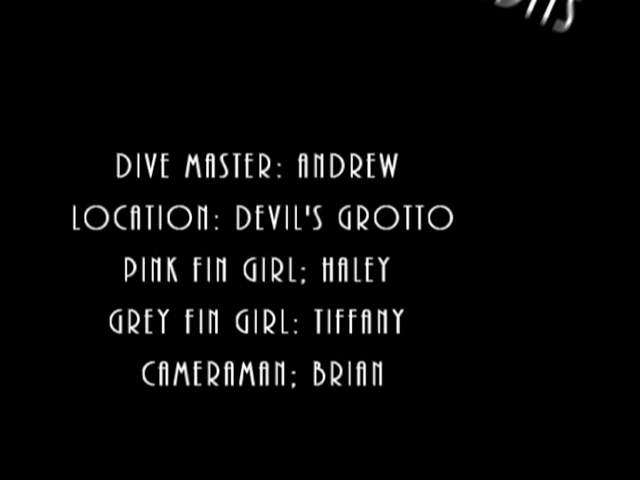 DIVE MASTER: ANDREW
LOCATION: DEVIL'S GROTTO
PINK FIN GIRL; HALEY
GREY FIN GIRL: TIFFANY
CAMERAMAN; BRIAN